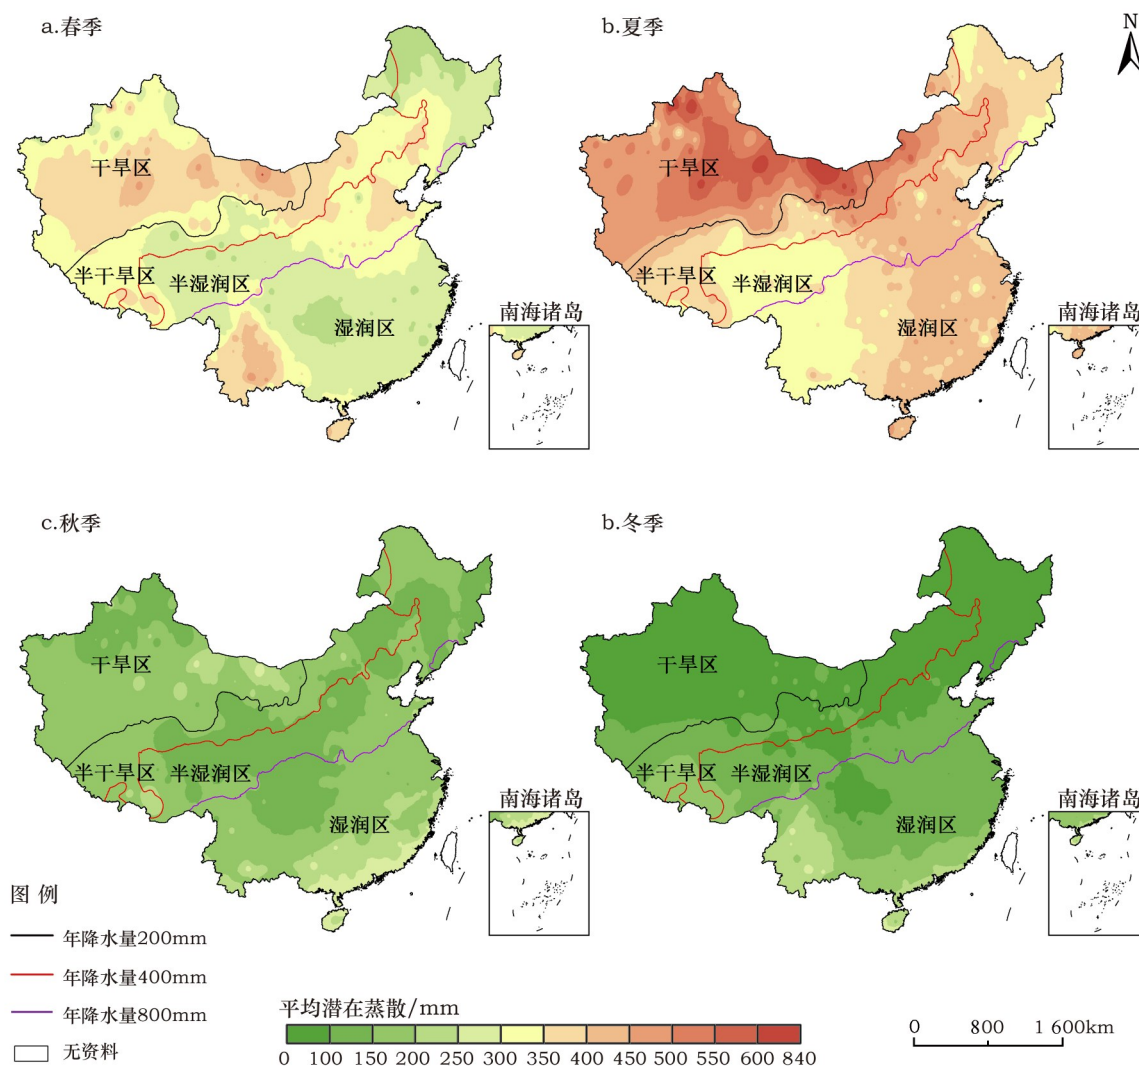 a.春季
b.夏季
N
干旱区
半干旱区
半湿润区
湿润区
南海诸岛
干旱区
半干旱区
半湿润区
湿润区
南海诸岛
c.秋季
b.冬季
干旱区
半干旱区
半湿润区
湿润区
南海诸岛
干旱区
半干旱区
半湿润区
湿润区
南海诸岛
图 例
年降水量200mm
年降水量400mm
年降水量800mm
无资料
平均潜在蒸散/mm
0 100 150 200 250 300 350 400 450 500 550 600 840
0 800 1 600km